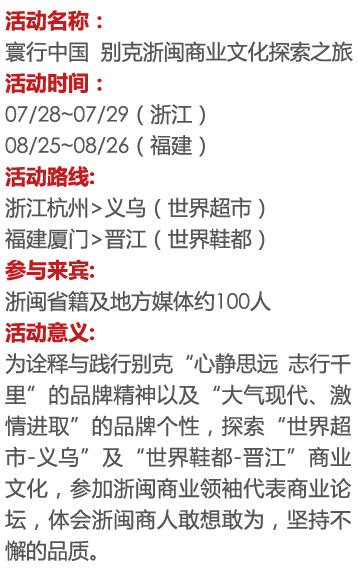 活动名称：
寰行中国 别克浙闽商业文化探索之旅
活动时间：
07/28~07/29（浙江）
08/25~08/26（福建）
活动路线:
浙江杭州>义乌（世界超市）
福建厦门>晋江（世界鞋都）
参与来宾:
浙闽省籍及地方媒体约100人
活动意义:
为诠释与践行别克“心静思远 志行千
里”的品牌精神以及“大气现代、激
情进取”的品牌个性，探索“世界超
市-义乌”及“世界鞋都-晋江”商业
文化，参加浙闽商业领袖代表商业论
坛，体会浙闽商人敢想敢为，坚持不
懈的品质。